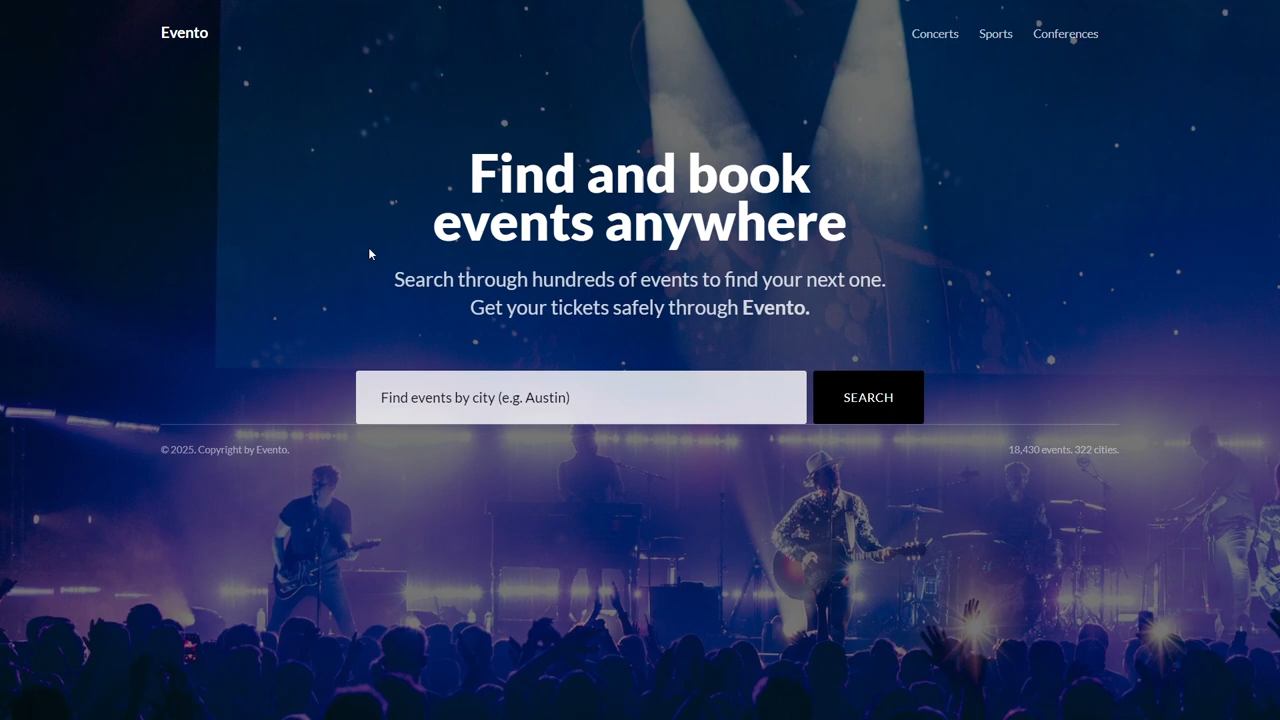 Evento
Concerts Sports Conferences
Find and book
events anywhere
Search through hundreds of events to find your next one.
Get your tickets safely through Evento.
Find events by city (e.g. Austin)
SEARCH
© 2025. Copyright by Evento.
18,430 events. 322 cities.